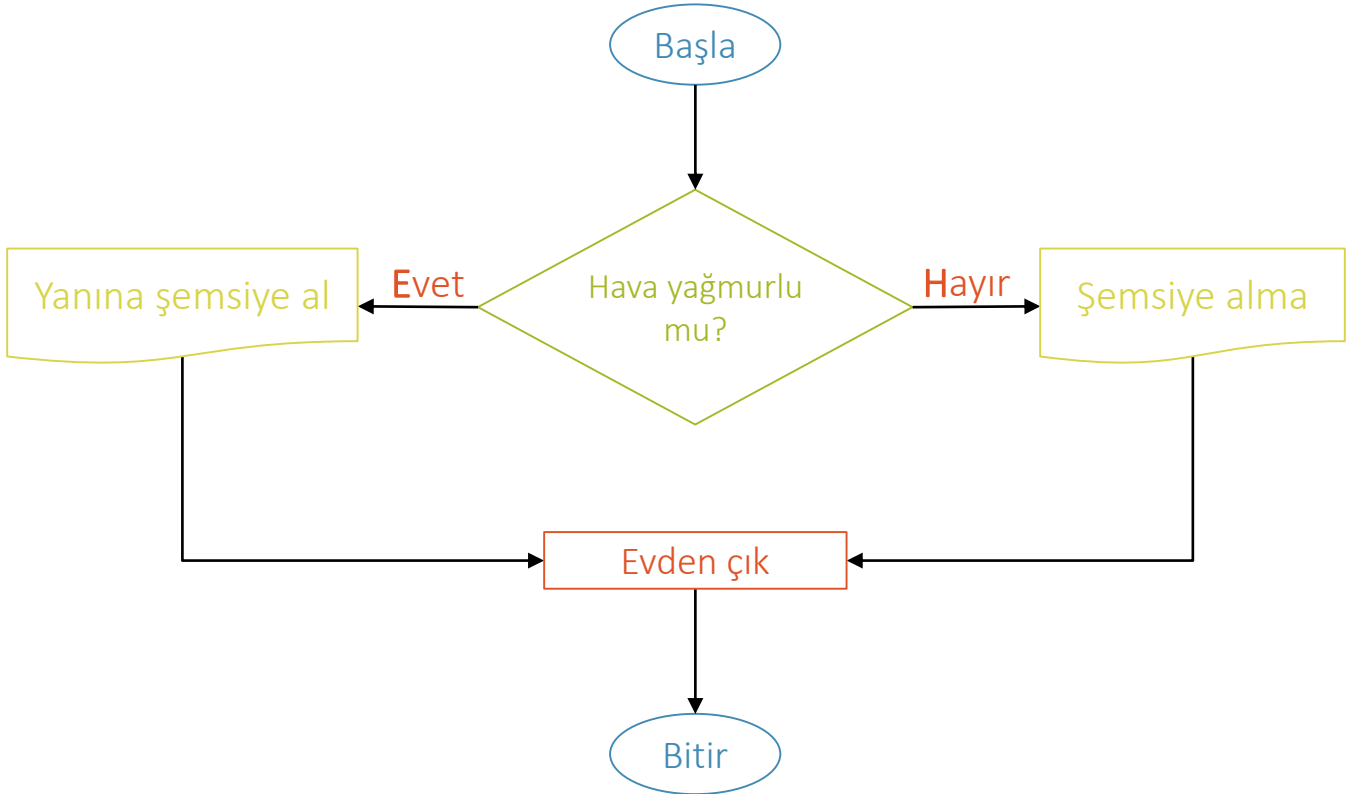 Başla
Evet
Hayır
Yanına şemsiye al
Hava yağmurlu
mu?
Şemsiye alma
Evden çık
Bitir